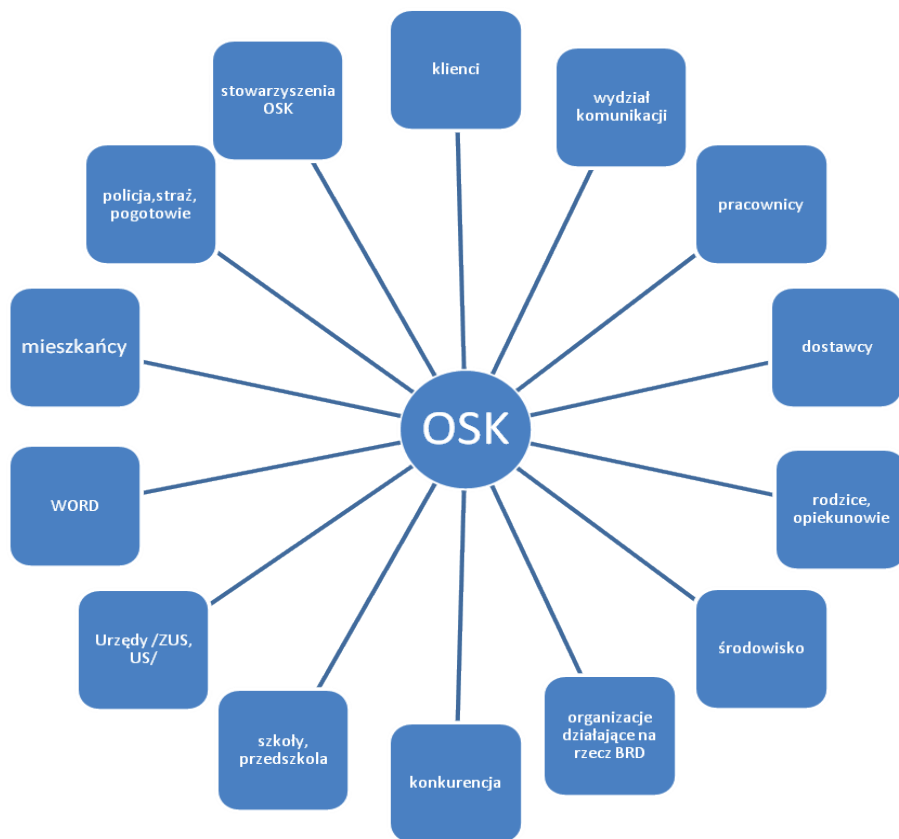 klienci
wydział
komunikacji
pracownicy
dostawcy
rodzice,
opiekunowie
środowisko
organizacje
działające na
rzecz BRD
konkurencja
szkoły,
przedszkola
Urzędy /ZUS,
US/
WORD
mieszkańcy
policja,straż,
pogotowie
stowarzyszenia
OSK
OSK